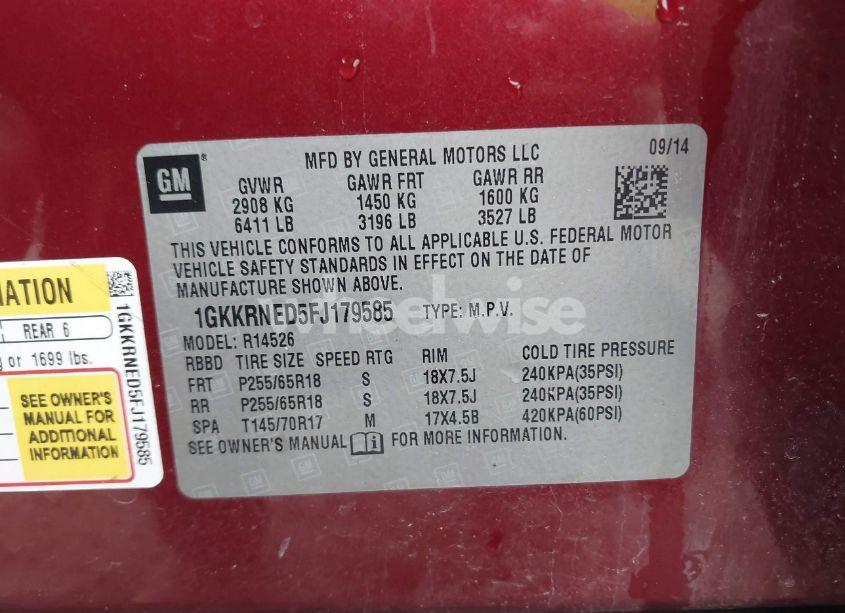 GM
MFD BY GENERAL MOTORS LLC
09/14
GVWR GAWR FRT GAWR RR
2908 KG 1450 KG 1600 KG
6411 LB 3196 LB 3527 LB
THIS VEHICLE CONFORMS TO ALL APPLICABLE U.S. FEDERAL MOTOR
VEHICLE SAFETY STANDARDS IN EFFECT ON THE DATE OF
MANUFACTURE SHOWN ABOVE.
1GKKRNED5FJ179585 TYPE: M.P.V.
MODEL: R14526
RBBD TIRE SIZE SPEED RTG RIM COLD TIRE PRESSURE
FRT P255/65R18 S 18X7.5J 240KPA(35PSI)
RR P255/65R18 S 18X7.5J 240KPA(35PSI)
SPA T145/70R17 M 17X4.5B 420KPA(60PSI)
SEE OWNER'S MANUAL FOR MORE INFORMATION.
MATION
REAR 6
or 1699 lbs.
SEE OWNER'S
MANUAL FOR
ADDITIONAL
INFORMATION
1GKKRNED5FJ179585
wheelwise